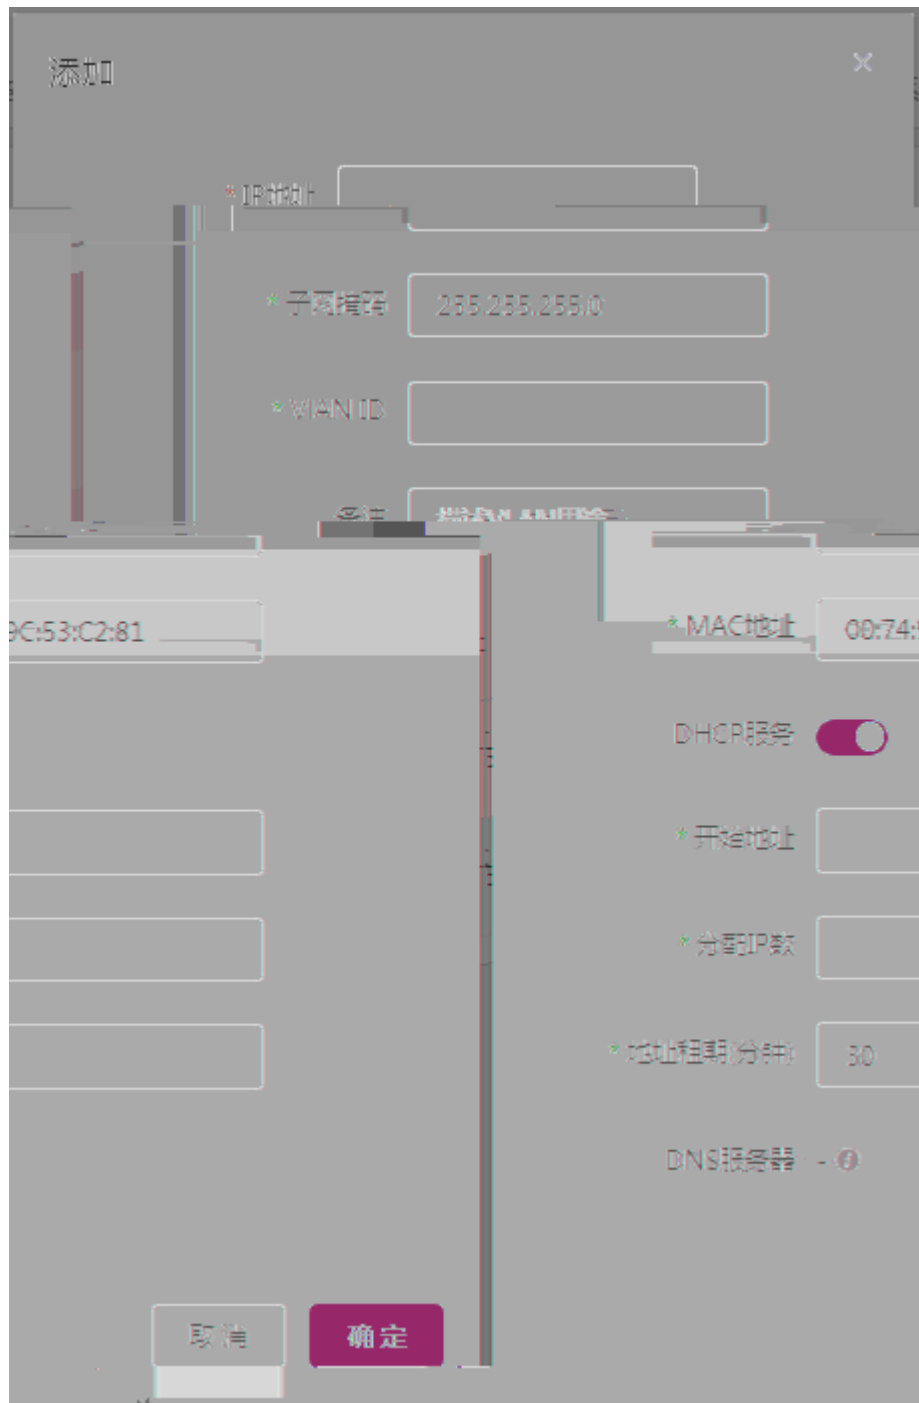 添加
* IP地址
* 子网掩码 255.255.255.0
* VLAN ID
备注
9C:53:C2:81
* MAC地址 00:74:
DHCP服务
* 开始地址
* 分配IP数
* 地址租期(分钟) 30
DNS服务器 -
取消 确定